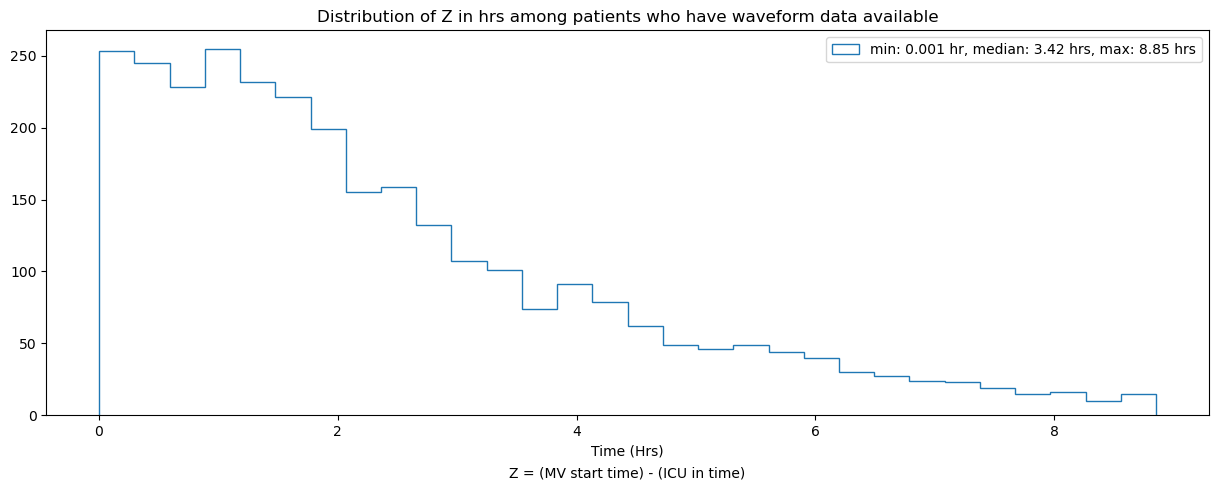 Distribution of Z in hrs among patients who have waveform data available
min: 0.001 hr, median: 3.42 hrs, max: 8.85 hrs
250
200
150
100
50
0
0 2 4 6 8
Time (Hrs)
Z = (MV start time) - (ICU in time)